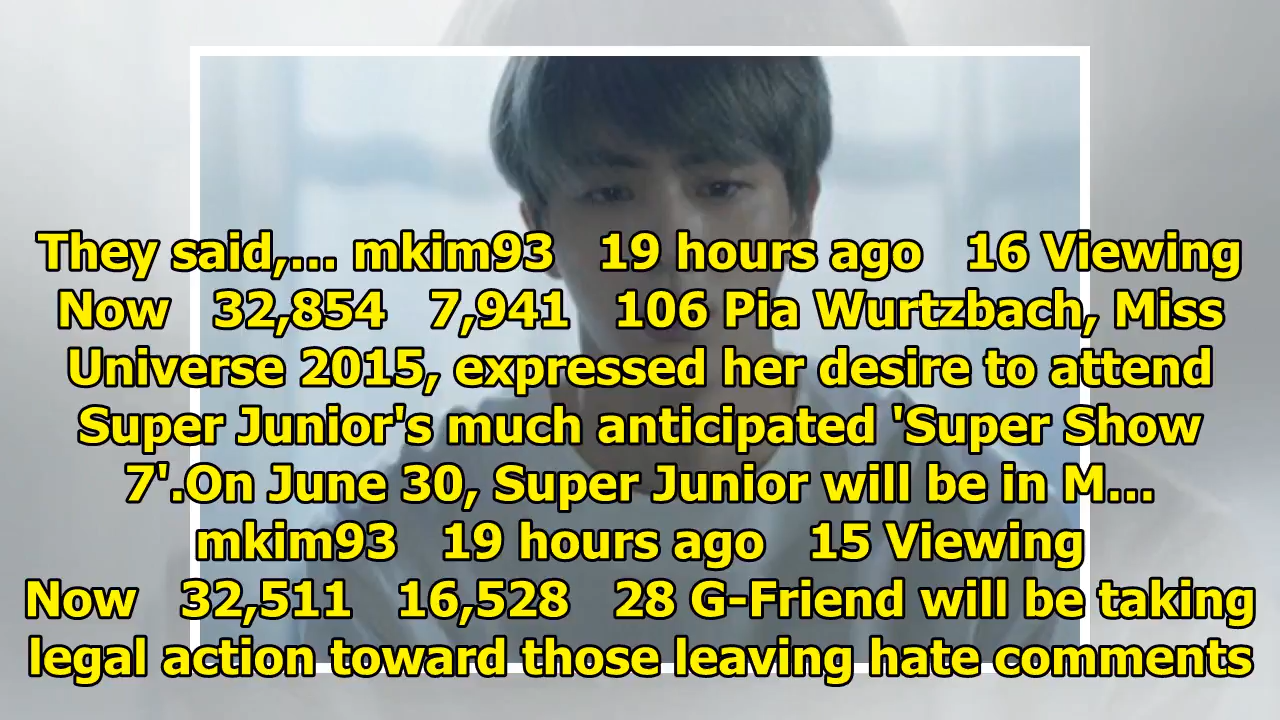 They said,... mkim93   19 hours ago   16 Viewing
Now   32,854   7,941   106 Pia Wurtzbach, Miss
Universe 2015, expressed her desire to attend
Super Junior's much anticipated 'Super Show
7'.On June 30, Super Junior will be in M...
mkim93   19 hours ago   15 Viewing
Now   32,511   16,528   28 G-Friend will be taking
legal action toward those leaving hate comments